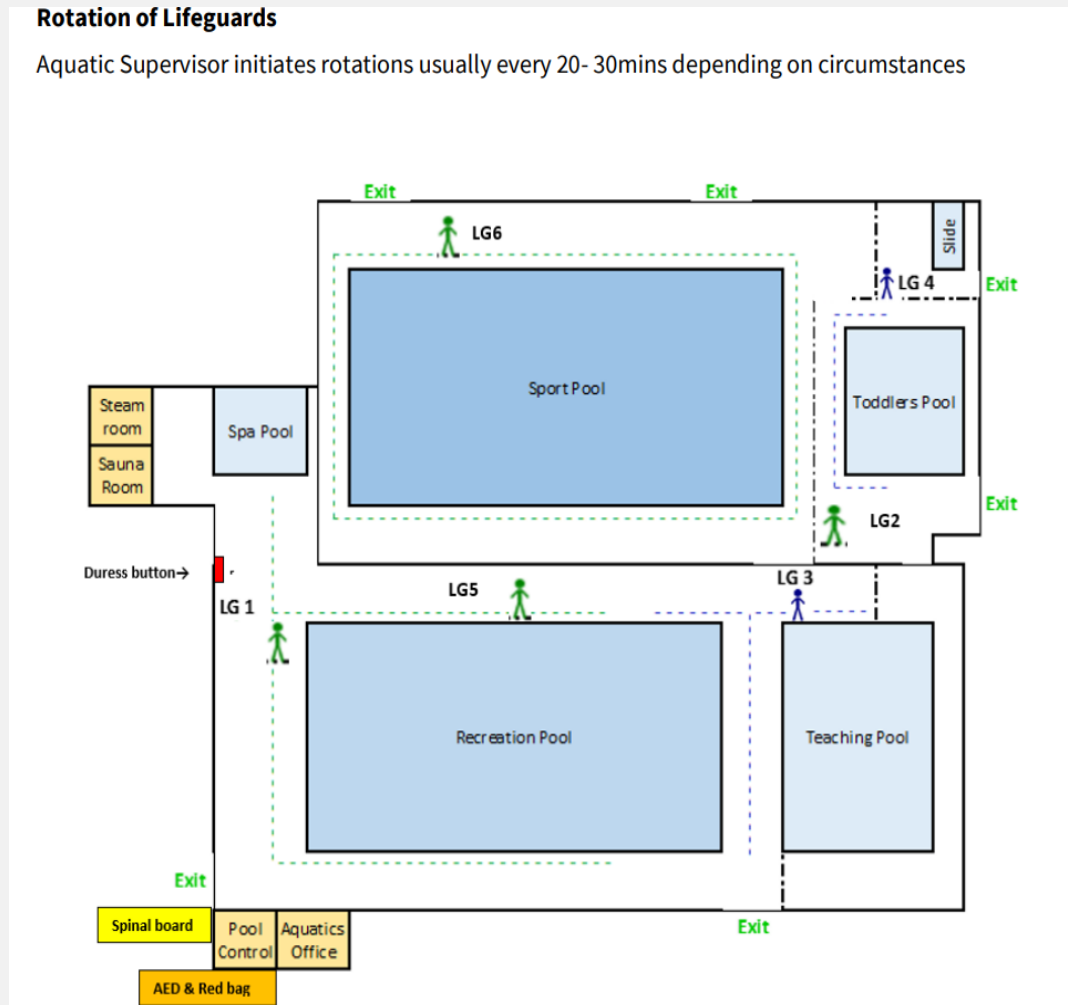 Rotation of Lifeguards
Aquatic Supervisor initiates rotations usually every 20- 30mins depending on circumstances
Exit
Exit
LG6
Slide
LG 4
Exit
Sport Pool
Toddlers Pool
Steam
room
Spa Pool
Sauna
Room
Exit
LG2
Duress button→
LG 3
LG5
LG 1
Recreation Pool
Teaching Pool
Exit
Spinal board
Pool
Control
Aquatics
Office
Exit
AED & Red bag